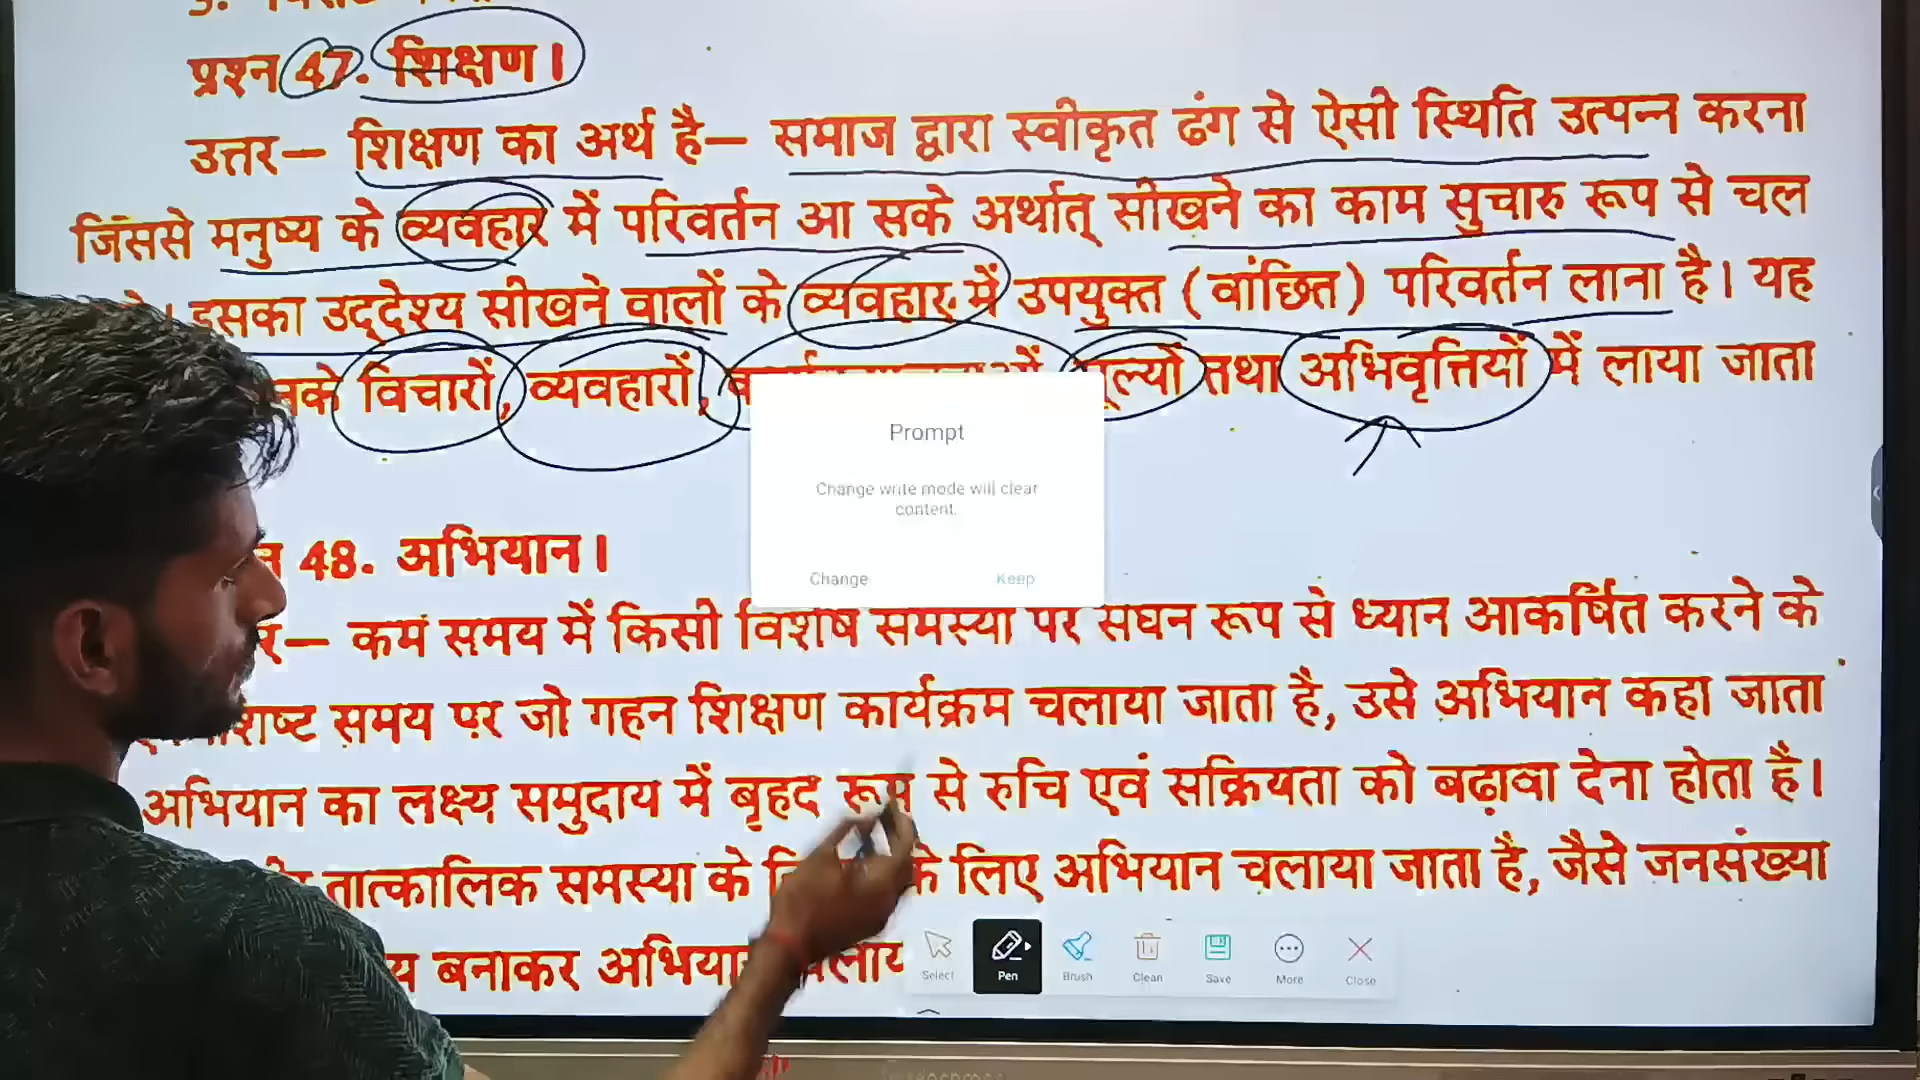 प्रश्न 47. शिक्षण।
उत्तर— शिक्षण का अर्थ है— समाज द्वारा स्वीकृत ढंग से ऐसी स्थिति उत्पन्न करना
जिससे मनुष्य के व्यवहार में परिवर्तन आ सके अर्थात् सीखने का काम सुचारु रूप से चल
इसका उद्देश्य सीखने वालों के व्यवहार में उपयुक्त (वांछित) परिवर्तन लाना है। यह
विचारों, व्यवहारों, मूल्यों तथा अभिवृत्तियों में लाया जाता
Prompt
Change write mode will clear
content.
Change Keep
48. अभियान।
कम समय में किसी विशेष समस्या पर सघन रूप से ध्यान आकर्षित करने के
समय पर जो गहन शिक्षण कार्यक्रम चलाया जाता है, उसे अभियान कहा जाता
अभियान का लक्ष्य समुदाय में बृहद रूप से रुचि एवं सक्रियता को बढ़ावा देना होता है।
तात्कालिक समस्या के के लिए अभियान चलाया जाता है, जैसे जनसंख्या
बनाकर
Select Pen Brush Clean Save More Close